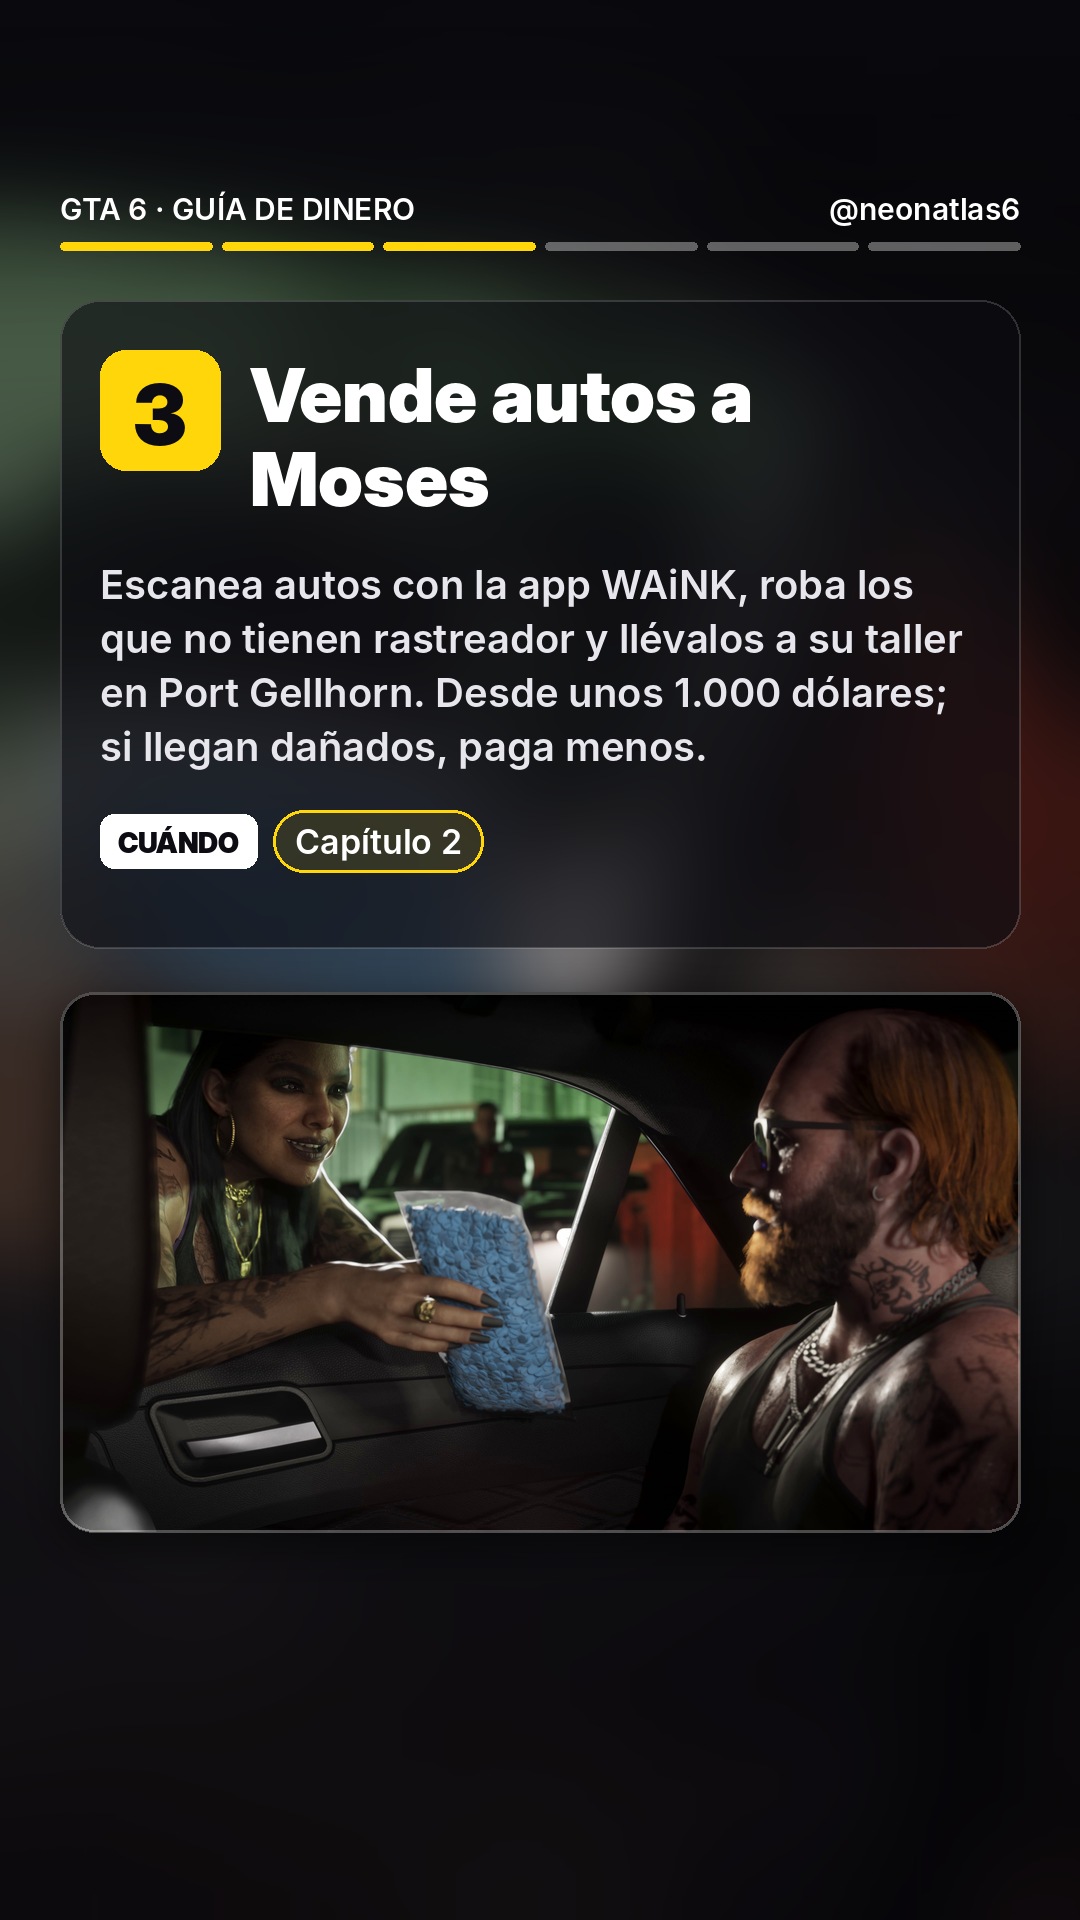 GTA 6 · GUÍA DE DINERO
@neonatlas6
3
Vende autos a
Moses
Escanea autos con la app WAiNK, roba los
que no tienen rastreador y llévalos a su taller
en Port Gellhorn. Desde unos 1.000 dólares;
si llegan dañados, paga menos.
CUÁNDO
Capítulo 2